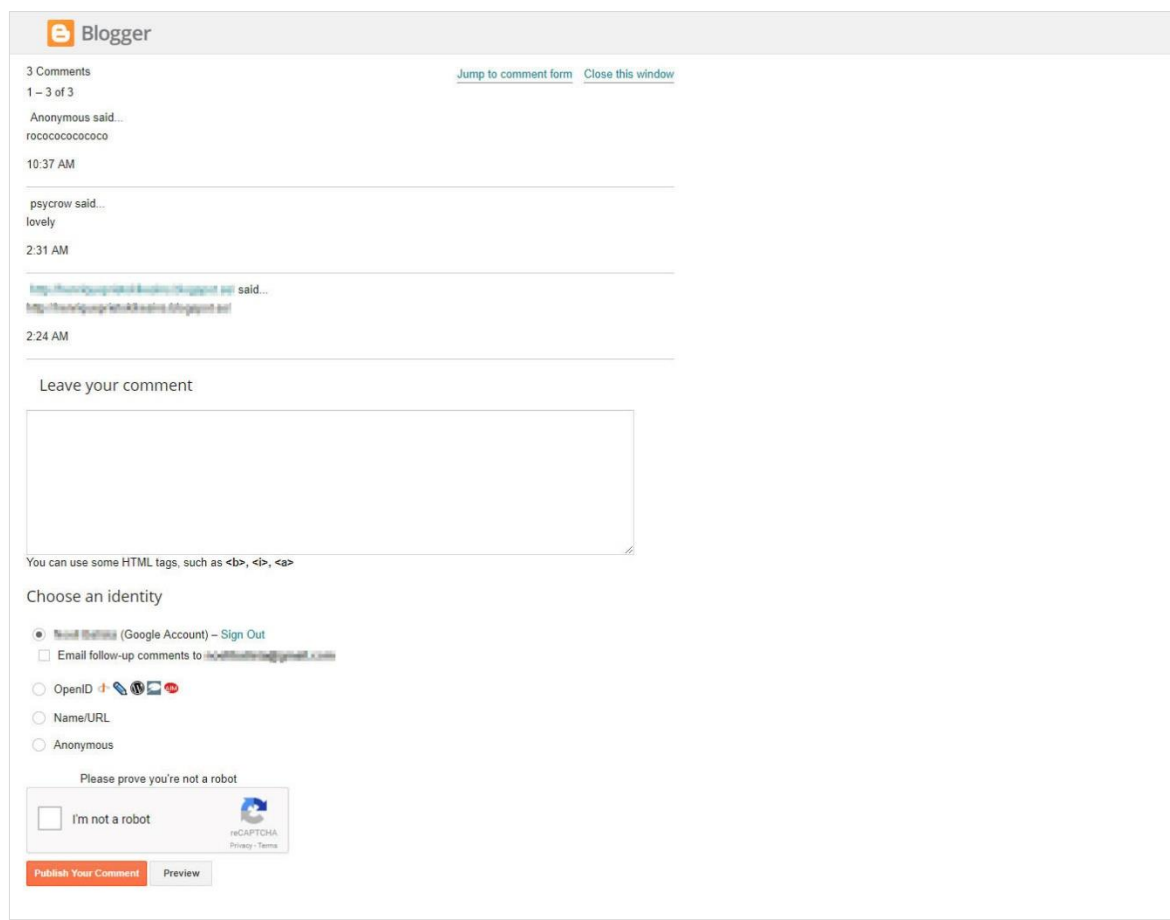 Blogger
3 Comments
Jump to comment form Close this window
1 – 3 of 3
Anonymous said...
rocococococo
10:37 AM
psycrow said...
lovely
2:31 AM
said...
2:24 AM
Leave your comment
You can use some HTML tags, such as <b>, <i>, <a>
Choose an identity
(Google Account) – Sign Out
Email follow-up comments to
OpenID
Name/URL
Anonymous
Please prove you're not a robot
I'm not a robot
reCAPTCHA
Privacy - Terms
Publish Your Comment Preview